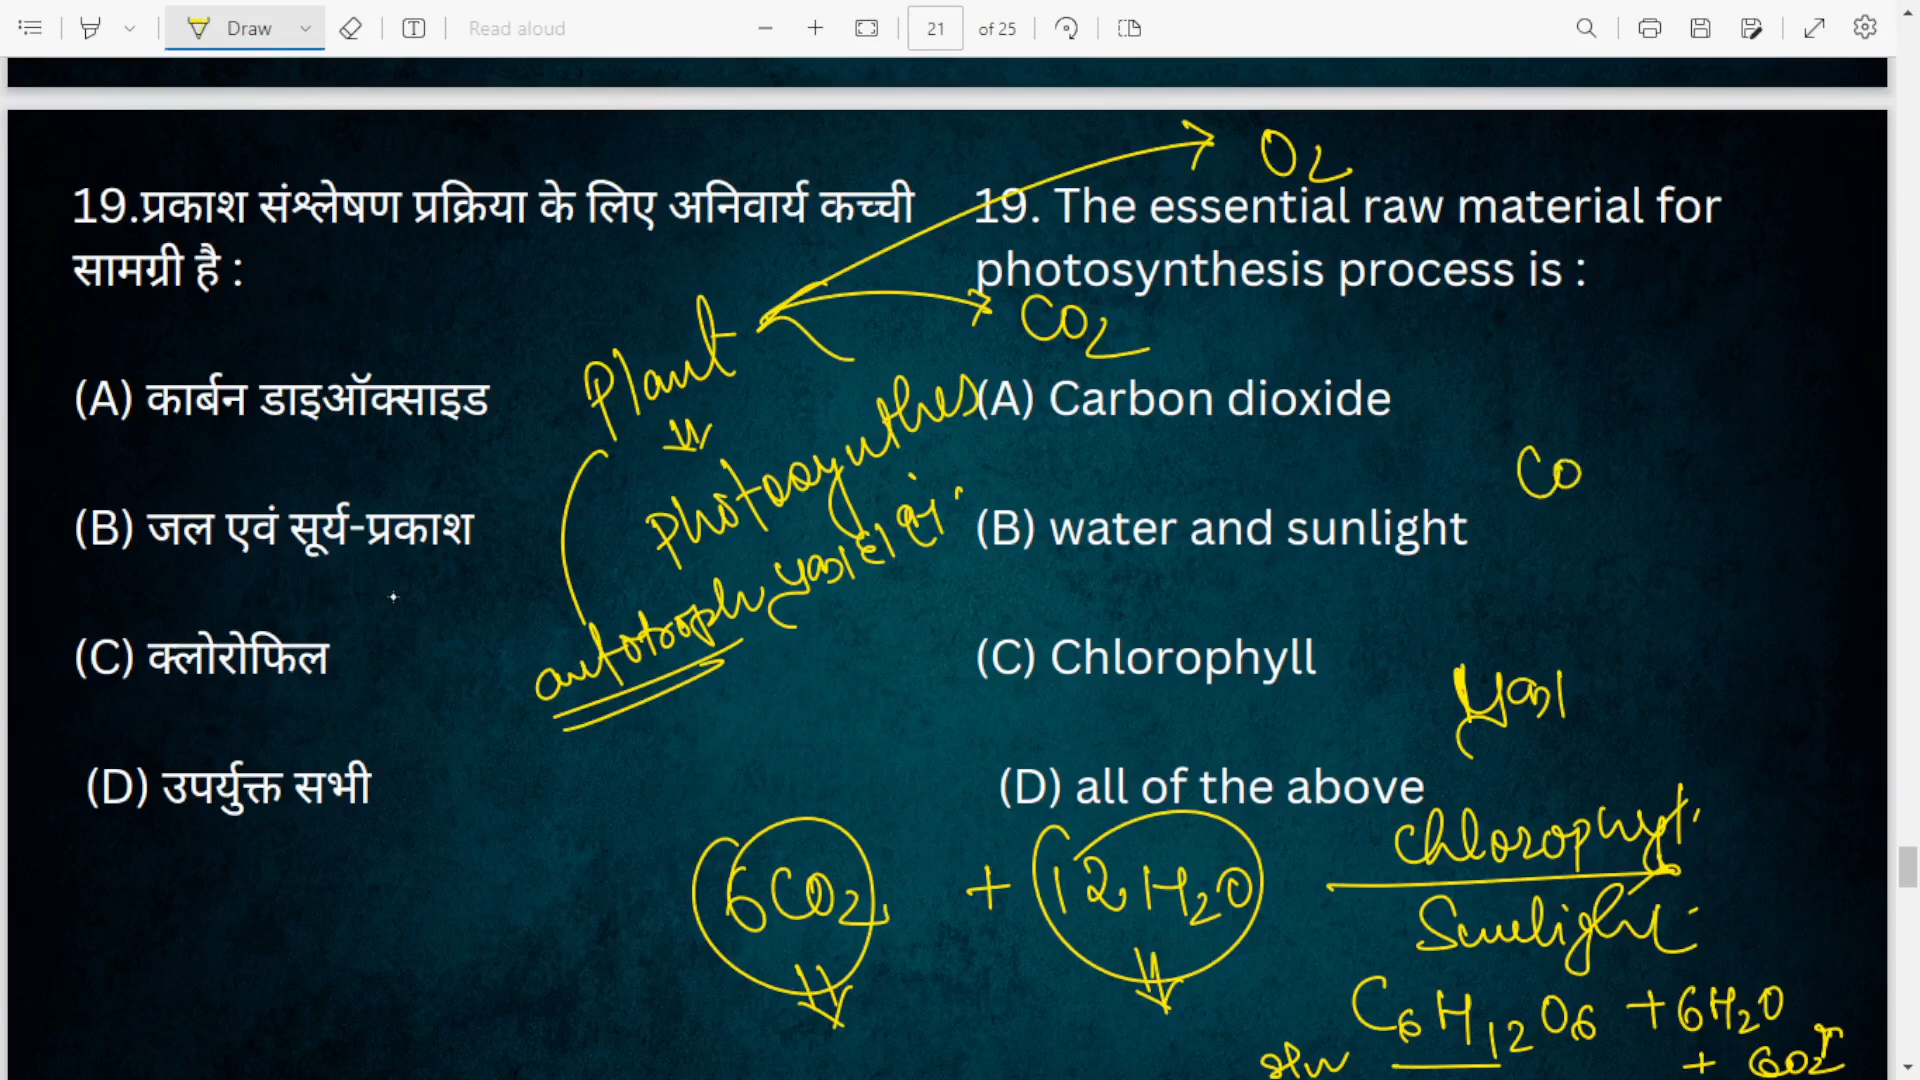 Draw
Read aloud
21 of 25
19.प्रकाश संश्लेषण प्रक्रिया के लिए अनिवार्य कच्ची
सामग्री है :
(A) कार्बन डाइऑक्साइड
(B) जल एवं सूर्य-प्रकाश
(C) क्लोरोफिल
(D) उपर्युक्त सभी
19. The essential raw material for
photosynthesis process is :
(A) Carbon dioxide
(B) water and sunlight
(C) Chlorophyll
(D) all of the above
O2
CO2
Plant
Photosynthes
autotroph
CO
6CO2 + 12H2O
Sunlight
C6H12O6 + 6H2O
+ 6O2